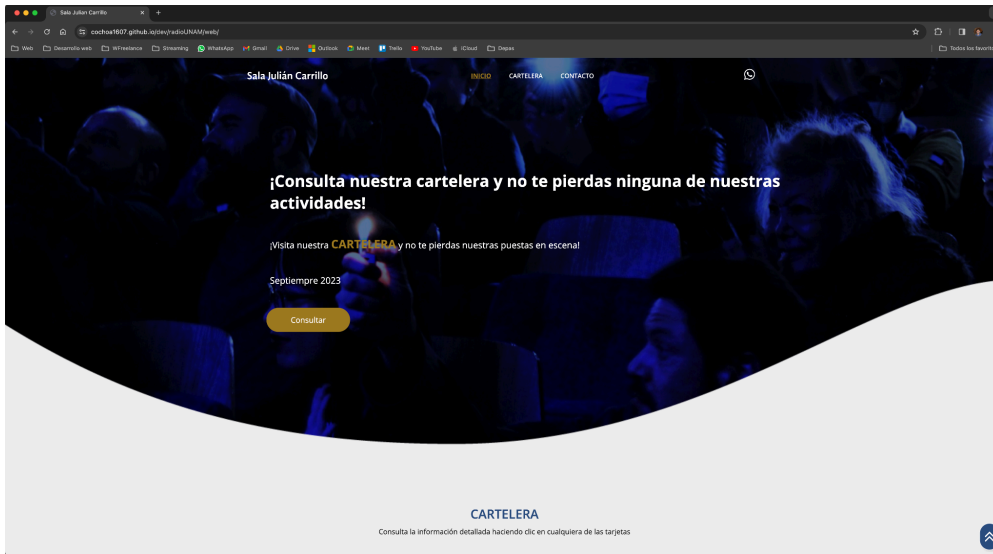 Sala Julian Carrillo
cochoa1607.github.io/dev/radioUNAM/web/
Web Desarrollo web WFreelance Streaming WhatsApp Gmail Drive Outlook Meet Trello YouTube iCloud Depas Todos los favorito
Sala Julián Carrillo INICIO CARTELERA CONTACTO
¡Consulta nuestra cartelera y no te pierdas ninguna de nuestras
actividades!
¡Visita nuestra CARTELERA y no te pierdas nuestras puestas en escena!
Septiembre 2023
Consultar
CARTELERA
Consulta la información detallada haciendo clic en cualquiera de las tarjetas